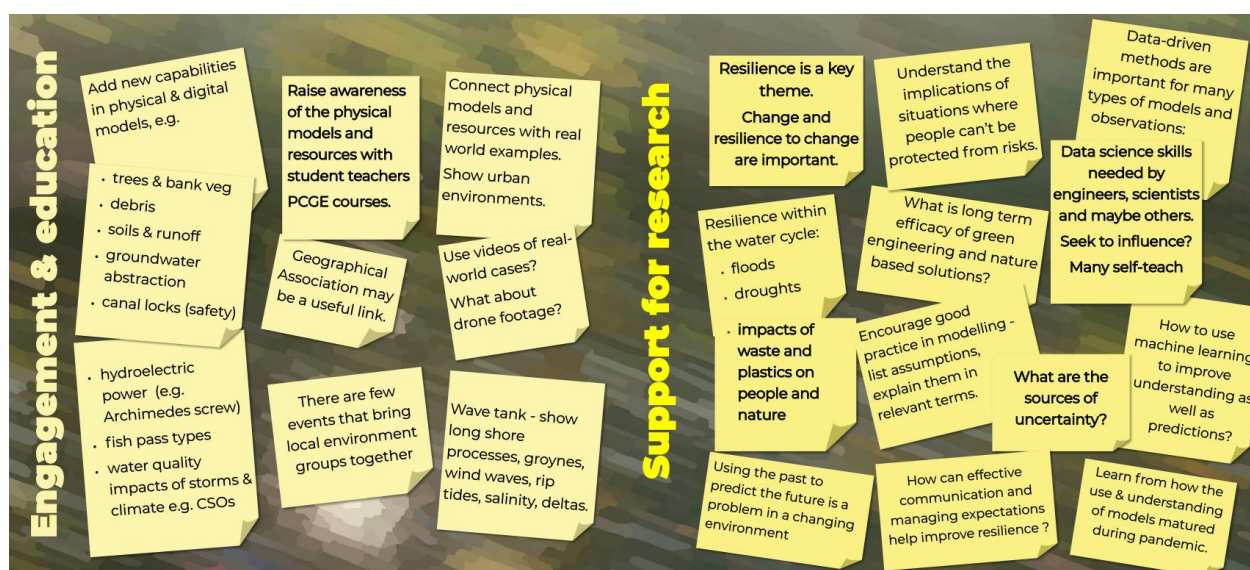 Engagement & education
Add new capabilities
in physical & digital
models, e.g.
· trees & bank veg
· debris
· soils & runoff
· groundwater
abstraction
· canal locks (safety)
· hydroelectric
power (e.g.
Archimedes screw)
· fish pass types
· water quality
impacts of storms &
climate e.g. CSOs
Raise awareness
of the physical
models and
resources with
student teachers
PCGE courses.
Geographical
Association may
be a useful link.
There are few
events that bring
local environment
groups together
Connect physical
models and
resources with real
world examples.
Show urban
environments.
Use videos of real-
world cases?
What about
drone footage?
Wave tank - show
long shore
processes, groynes,
wind waves, rip
tides, salinity, deltas.
Support for research
Resilience is a key
theme.
Change and
resilience to change
are important.
Resilience within
the water cycle:
· floods
· droughts
· impacts of
waste and
plastics on
people and
nature
Using the past to
predict the future is a
problem in a changing
environment
Understand the
implications of
situations where
people can't be
protected from risks.
What is long term
efficacy of green
engineering and nature
based solutions?
Encourage good
practice in modelling -
list assumptions,
explain them in
relevant terms.
What are the
sources of
uncertainty?
How can effective
communication and
managing expectations
help improve resilience ?
Data-driven
methods are
important for many
types of models and
observations:
Data science skills
needed by
engineers, scientists
and maybe others.
Seek to influence?
Many self-teach
How to use
machine learning
to improve
understanding as
well as
predictions?
Learn from how the
use & understanding
of models matured
during pandemic.